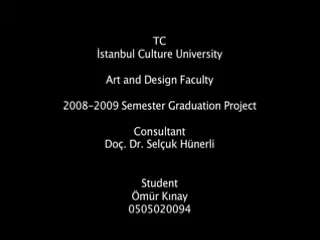 TC
İstanbul Culture University
Art and Design Faculty
2008-2009 Semester Graduation Project
Consultant
Doç. Dr. Selçuk Hünerli
Student
Ömür Kınay
0505020094